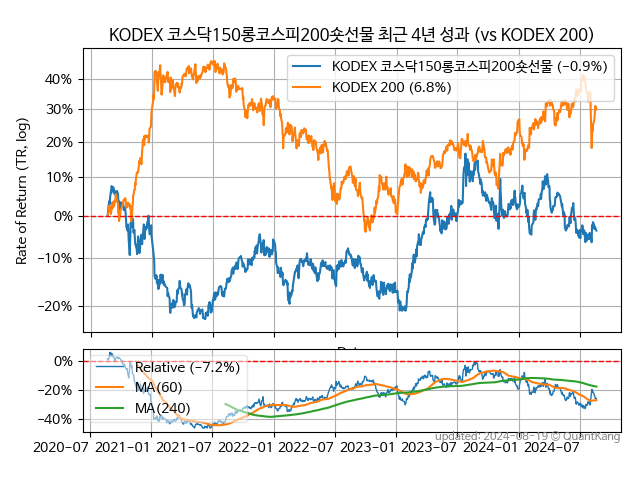 KODEX 코스닥150롱코스피200숏선물 최근 4년 성과 (vs KODEX 200)
KODEX 코스닥150롱코스피200숏선물 (−0.9%)
KODEX 200 (6.8%)
Rate of Return (TR, log)
40%
30%
20%
10%
0%
−10%
−20%
0%
−20%
−40%
Relative (−7.2%)
MA(60)
MA(240)
2020-07 2021-01 2021-07 2022-01 2022-07 2023-01 2023-07 2024-01 2024-07
updated: 2024-08-19 © QuantKang